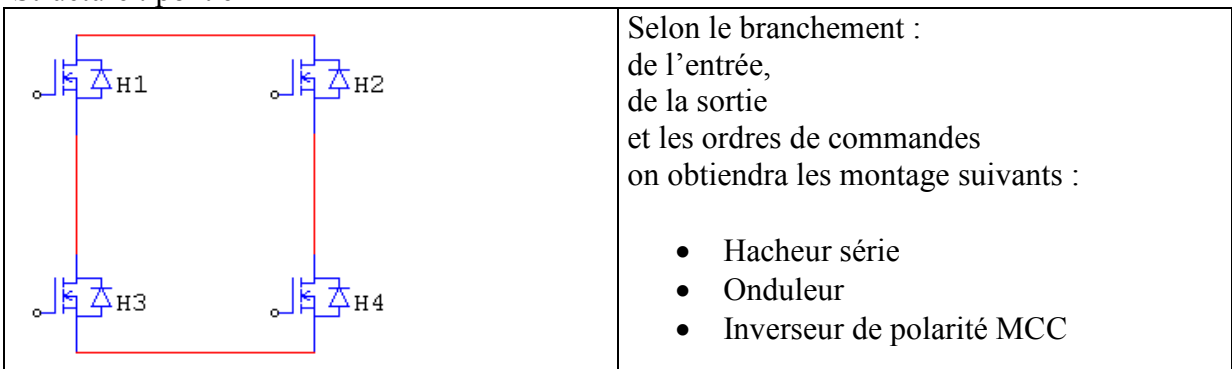 H1
H2
H3
H4
Selon le branchement :
de l’entrée,
de la sortie
et les ordres de commandes
on obtiendra les montage suivants :
• Hacheur série
• Onduleur
• Inverseur de polarité MCC